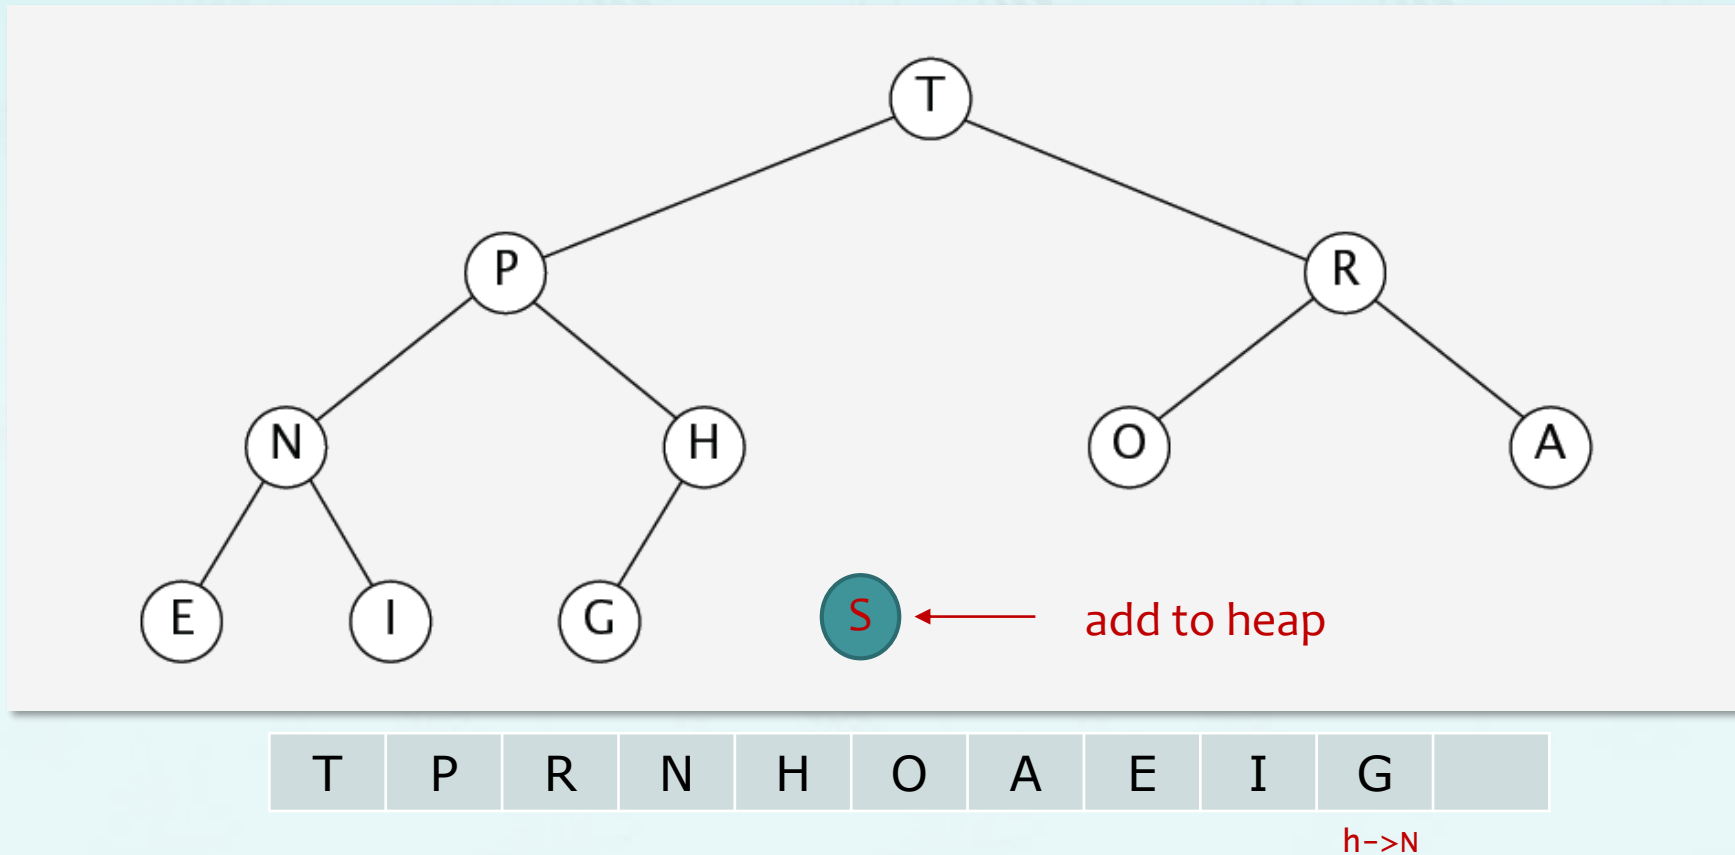 T
P R
N H O A
E I G S add to heap
T P R N H O A E I G
h->N